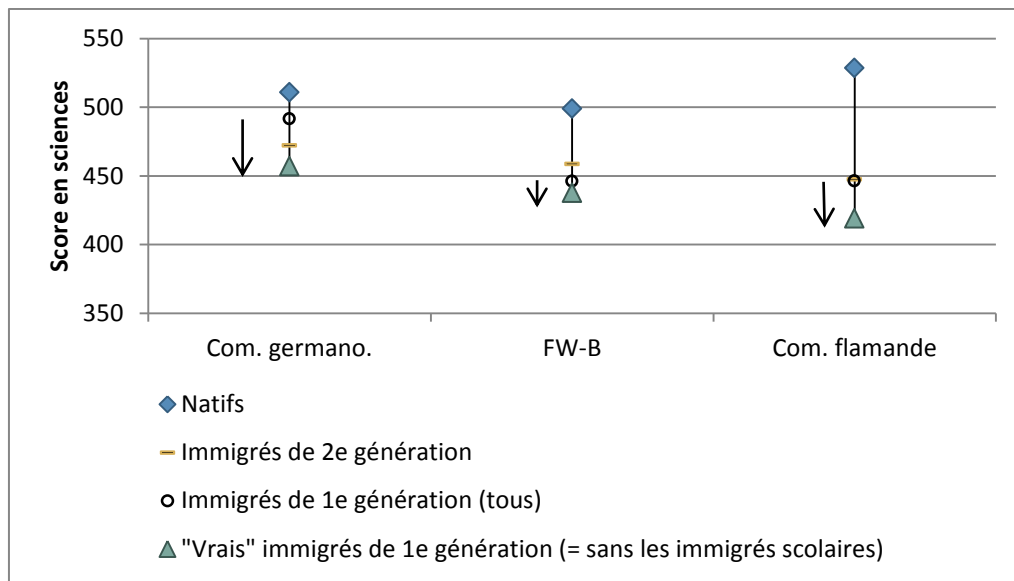 550
500
450
400
350
Score en sciences
Com. germano.
FW-B
Com. flamande
Natifs
Immigrés de 2e génération
Immigrés de 1e génération (tous)
"Vrais" immigrés de 1e génération (= sans les immigrés scolaires)